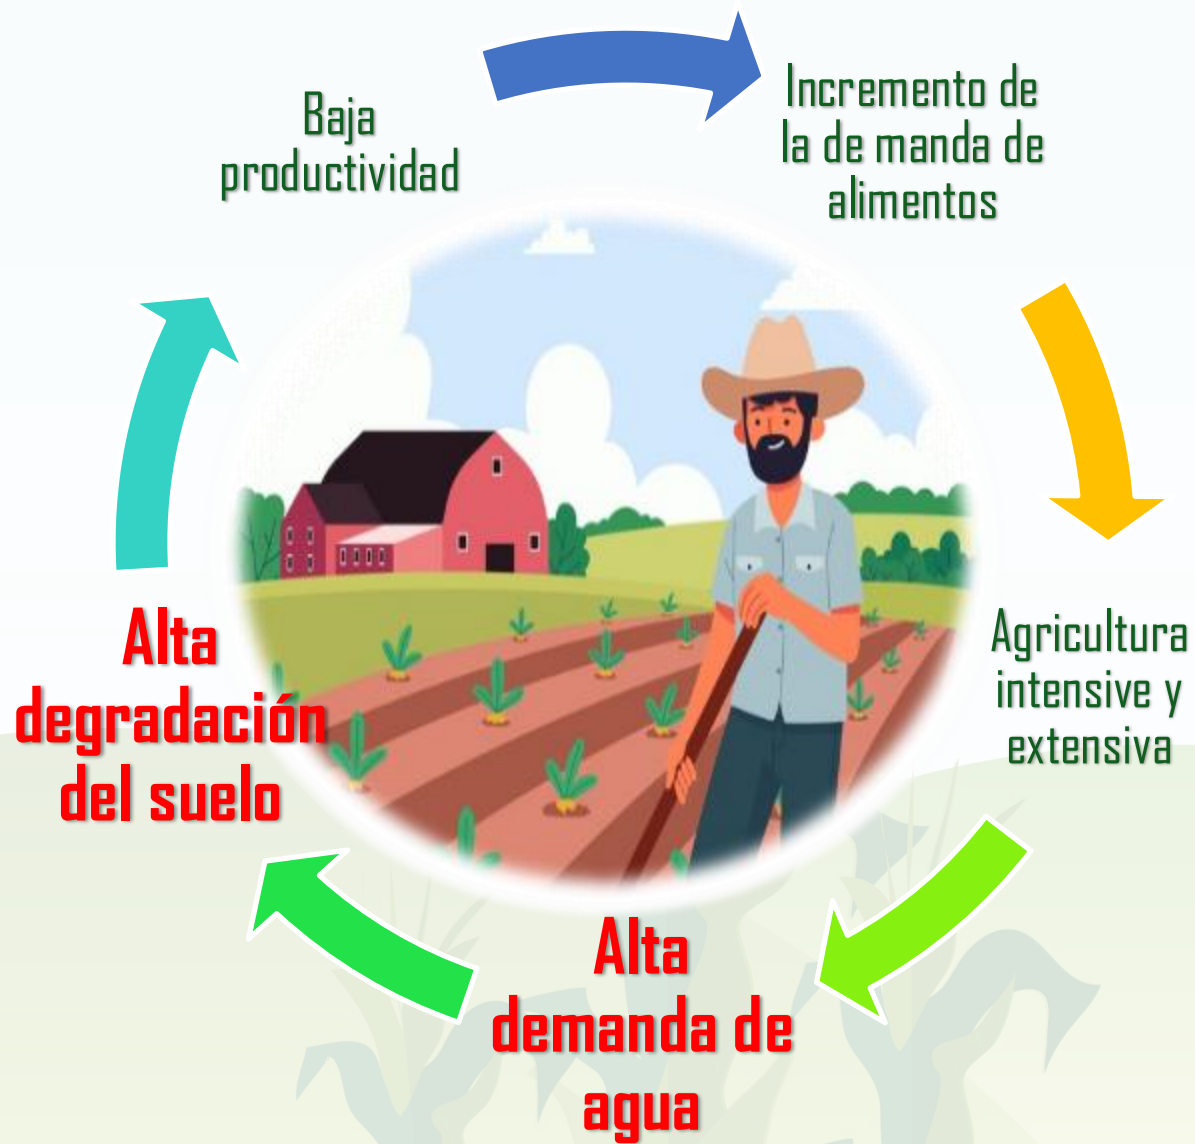 Baja
productividad
Incremento de
la de manda de
alimentos
Agricultura
intensive y
extensiva
Alta
demanda de
agua
Alta
degradación
del suelo